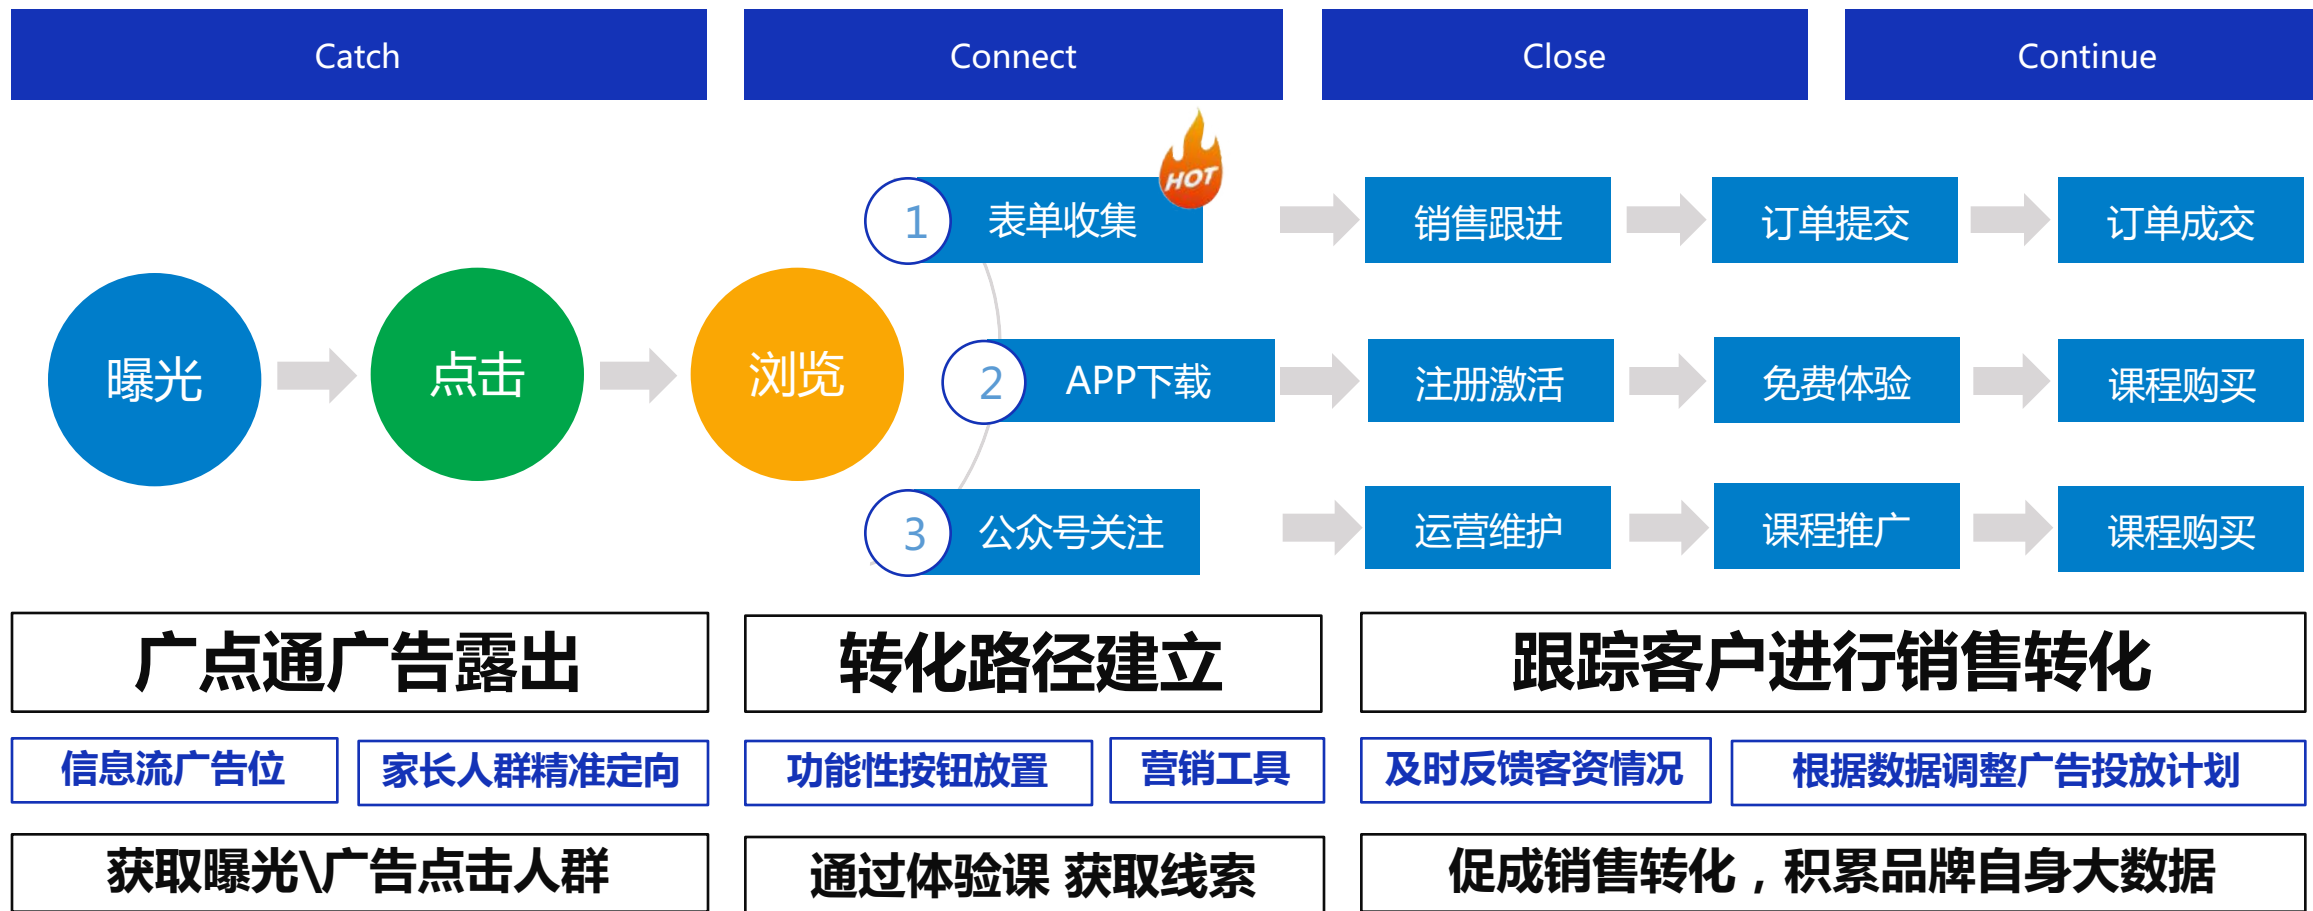 Catch
Connect
Close
Continue
HOT
1
表单收集
销售跟进
订单提交
订单成交
曝光
点击
浏览
2
APP下载
注册激活
免费体验
课程购买
3
公众号关注
运营维护
课程推广
课程购买
广点通广告露出
转化路径建立
跟踪客户进行销售转化
信息流广告位
家长人群精准定向
功能性按钮放置
营销工具
及时反馈客资情况
根据数据调整广告投放计划
获取曝光\广告点击人群
通过体验课 获取线索
促成销售转化，积累品牌自身大数据